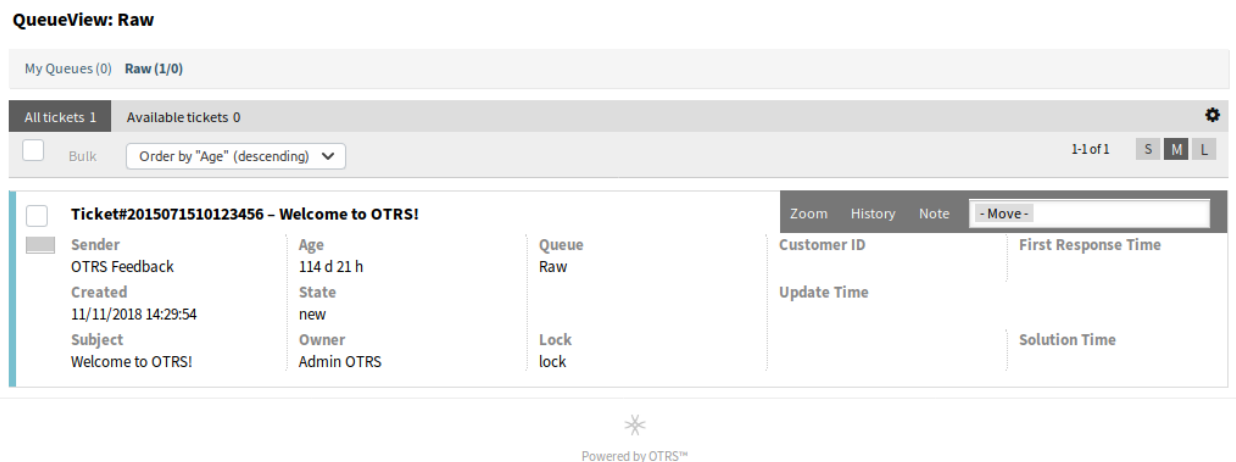 QueueView: Raw
My Queues (0) Raw (1/0)
All tickets 1 Available tickets 0
Bulk Order by "Age" (descending) 1-1 of 1 S M L
Ticket#2015071510123456 – Welcome to OTRS! Zoom History Note - Move -
Sender Age Queue Customer ID First Response Time
OTRS Feedback 114 d 21 h Raw
Created State Update Time
11/11/2018 14:29:54 new
Subject Owner Lock Solution Time
Welcome to OTRS! Admin OTRS lock
Powered by OTRS™